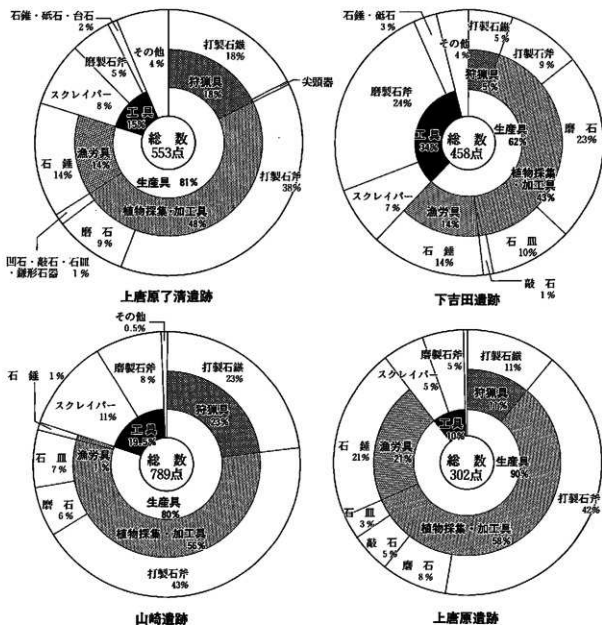 石錘・砥石・台石
2%
その他
4%
打製石鏃
18%
磨製石斧
5%
スクレイパー
8%
狩猟具
18%
尖頭器
工具
15%
総数
553点
漁労具
14%
石錘
14%
生産具 81%
打製石斧
38%
植物採集・加工具
48%
磨石
9%
凹石・敲石・石皿
・鎌形石器 1%
上唐原了清遺跡
石錘・砥石
3%
その他
4%
打製石鏃
5%
打製石斧
9%
狩猟具
5%
磨製石斧
24%
磨石
23%
工具
34%
総数
458点
生産具
62%
植物採集・
加工具
43%
スクレイパー
7%
漁労具
14%
石錘
14%
石皿
10%
敲石
1%
下吉田遺跡
その他
0.5%
打製石鏃
23%
磨製石斧
8%
石錘 1%
スクレイパー
11%
狩猟具
23%
工具
19.5%
総数
789点
漁労具
1%
石皿
7%
生産具
80%
磨石
6%
植物採集・加工具
56%
打製石斧
43%
山崎遺跡
磨製石斧
5%
打製石鏃
11%
スクレイパー
5%
狩猟具
11%
工具
10%
総数
302点
生産具
90%
石錘
21%
漁労具
21%
打製石斧
42%
石皿
3%
植物採集・加工具
58%
敲石
5%
磨石
8%
上唐原遺跡